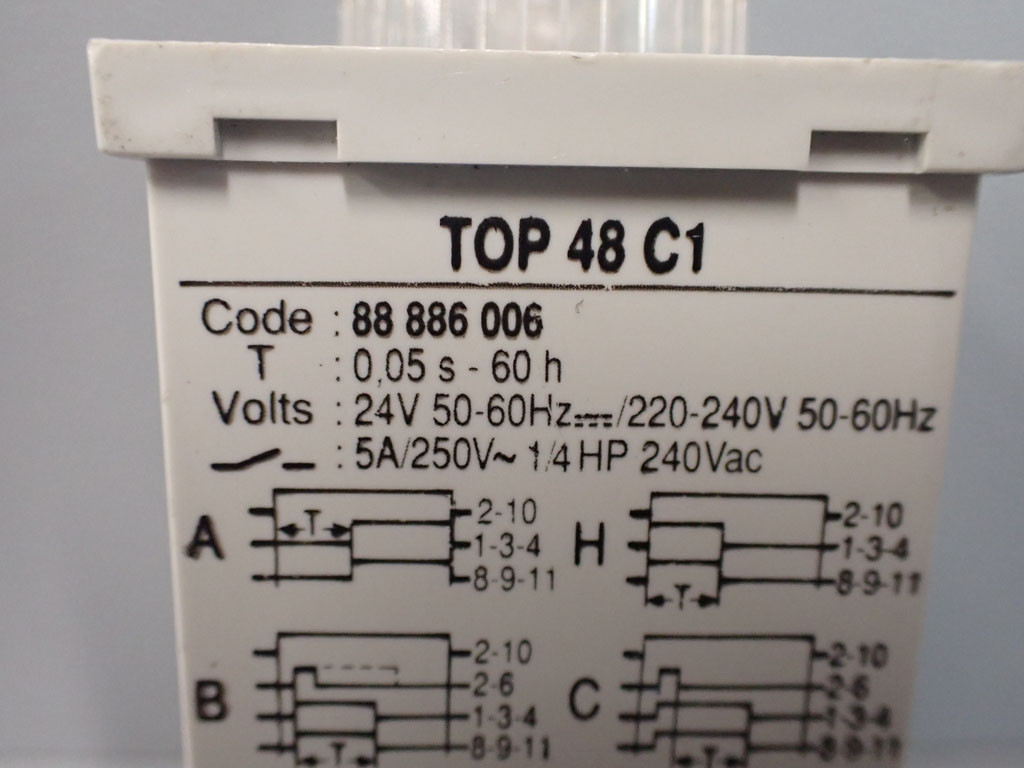 TOP 48 C1
Code : 88 886 006
T : 0,05 s - 60 h
Volts : 24V 50-60Hz⎓/220-240V 50-60Hz
: 5A/250V~ 1/4 HP 240Vac
A T 2-10
1-3-4
8-9-11
H 2-10
1-3-4
8-9-11
T
B 2-10
2-6
1-3-4
8-9-11
T
C 2-10
2-6
1-3-4
8-9-11
T